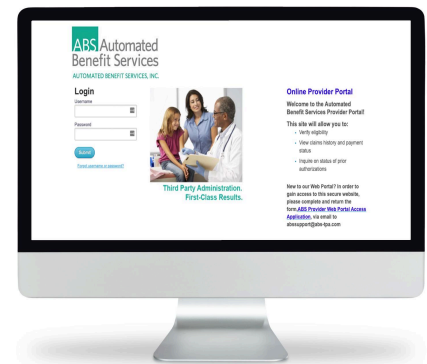 ABS Automated
Benefit Services
AUTOMATED BENEFIT SERVICES, INC.
Login
Username
Password
Submit
Forgot username or password?
Third Party Administration.
First-Class Results.
Online Provider Portal
Welcome to the Automated
Benefit Services Provider Portal!
This site will allow you to:
• Verify eligibility
• View claims history and payment
status
• Inquire on status of prior
authorizations
New to our Web Portal? In order to
gain access to this secure website,
please complete and return the
form,ABS Provider Web Portal Access
Application, via email to
abssupport@abs-tpa.com